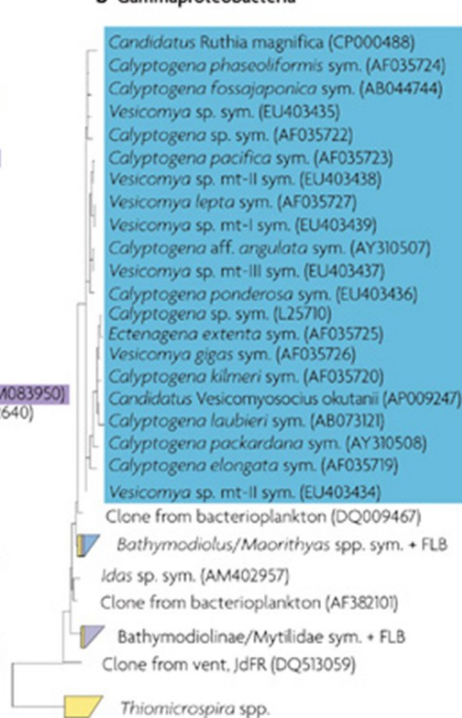 Gammaproteobacteria
Candidatus Ruthia magnifica (CP000488)
Calyptogena phaseoliformis sym. (AF035724)
Calyptogena fossajaponica sym. (AB044744)
Vesicomya sp. sym. (EU403435)
Calyptogena sp. sym. (AF035722)
Calyptogena pacifica sym. (AF035723)
Vesicomya sp. mt-II sym. (EU403438)
Vesicomya lepta sym. (AF035727)
Vesicomya sp. mt-I sym. (EU403439)
Calyptogena aff. angulata sym. (AY310507)
Vesicomya sp. mt-III sym. (EU403437)
Calyptogena ponderosa sym. (EU403436)
Calyptogena sp. sym. (L25710)
Ectenagena extenta sym. (AF035725)
Vesicomya gigas sym. (AF035726)
Calyptogena kilmeri sym. (AF035720)
M083950)
Candidatus Vesicomyosocius okutanii (AP009247)
2640)
Calyptogena laubieri sym. (AB073121)
Calyptogena packardana sym. (AY310508)
Calyptogena elongata sym. (AF035719)
Vesicomya sp. mt-II sym. (EU403434)
Clone from bacterioplankton (DQ009467)
Bathymodiolus/Maorithyas spp. sym. + FLB
Idas sp. sym. (AM402957)
Clone from bacterioplankton (AF382101)
Bathymodiolinae/Mytilidae sym. + FLB
Clone from vent, JdFR (DQ513059)
Thiomicrospira spp.